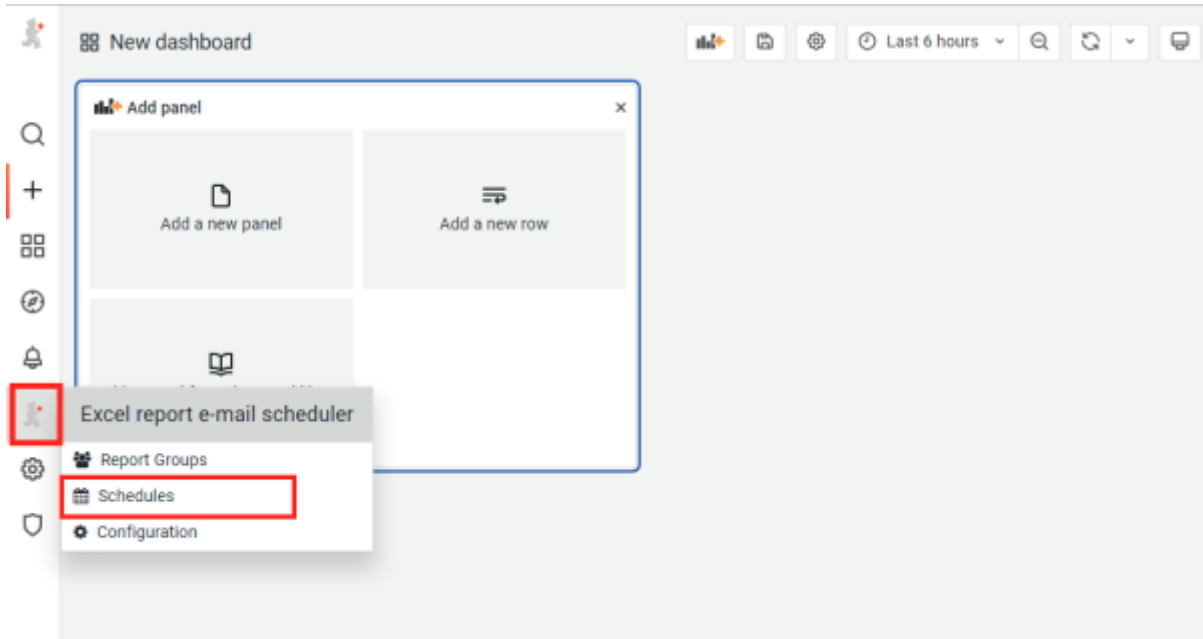 New dashboard
Last 6 hours
Add panel
Add a new panel
Add a new row
Excel report e-mail scheduler
Report Groups
Schedules
Configuration